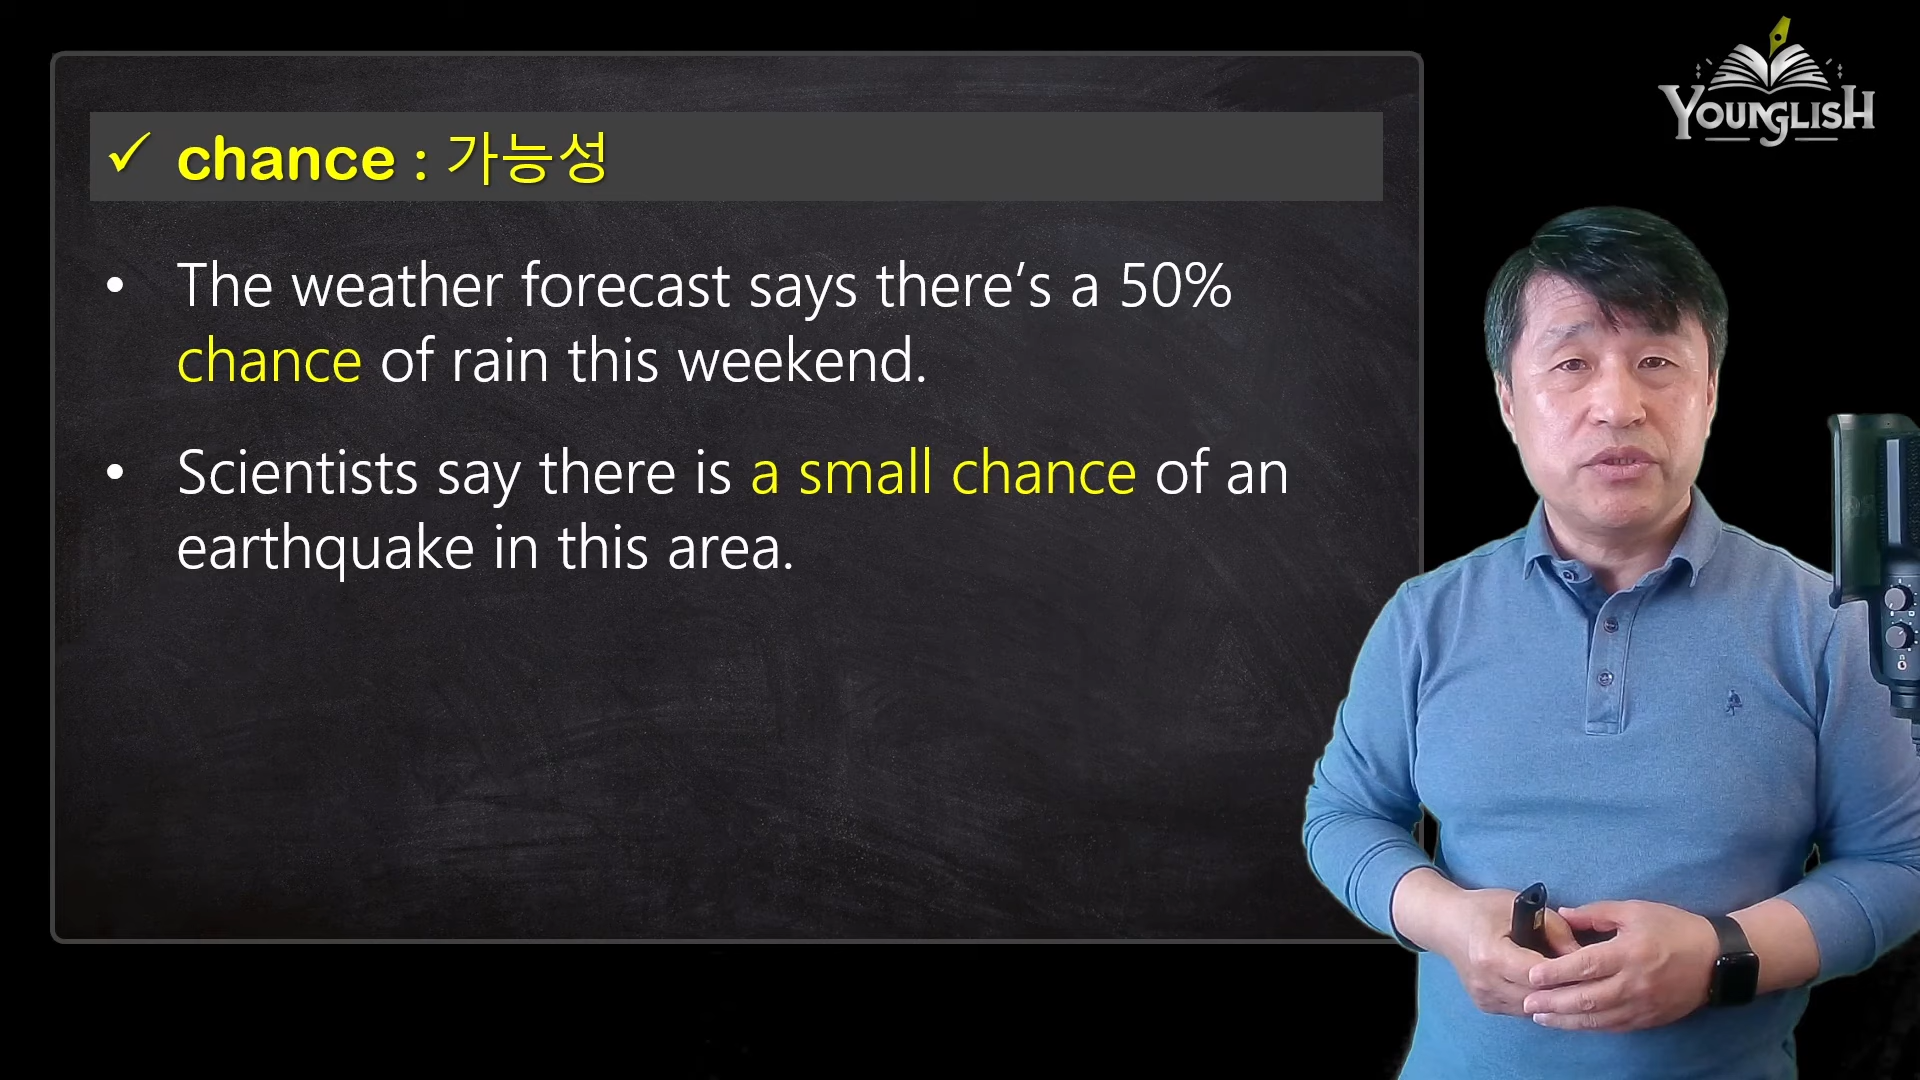 YOUNGLISH
✓ chance : 가능성
• The weather forecast says there’s a 50%
chance of rain this weekend.
• Scientists say there is a small chance of an
earthquake in this area.